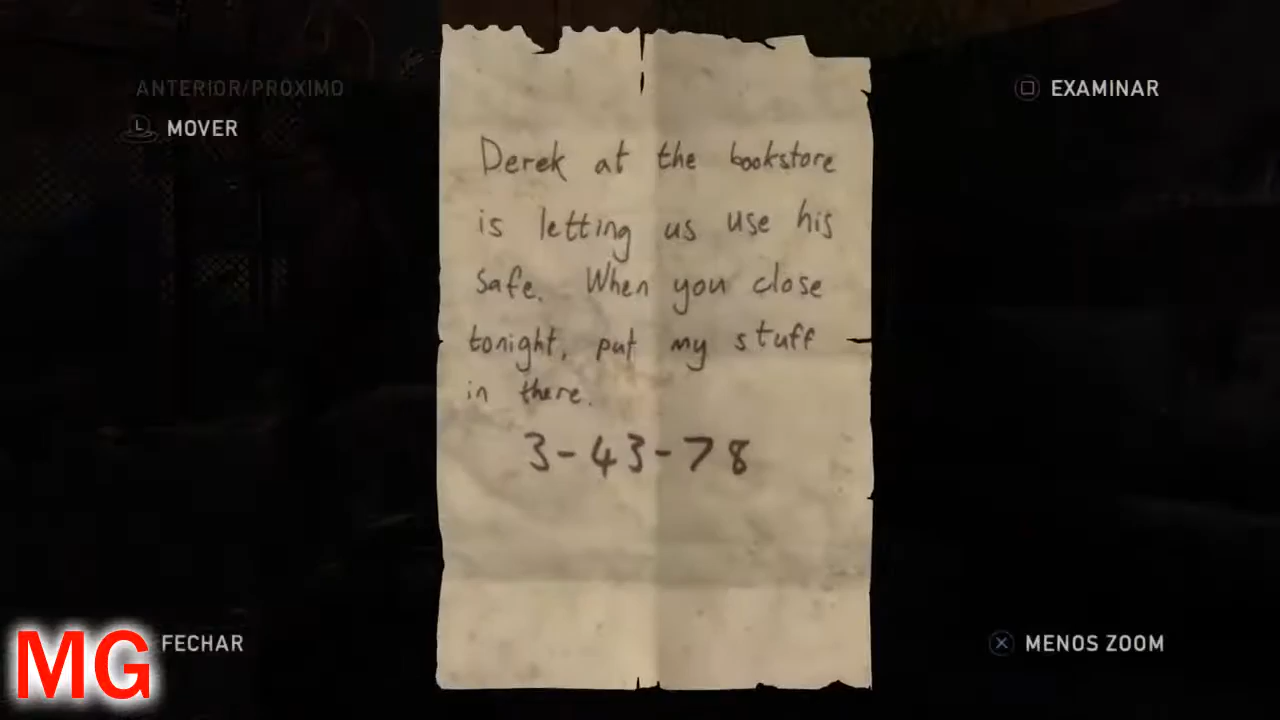 ANTERIOR/PRÓXIMO
L MOVER
EXAMINAR
Derek at the bookstore
is letting us use his
safe. When you close
tonight, put my stuff
in there.
3-43-78
MG
FECHAR
MENOS ZOOM